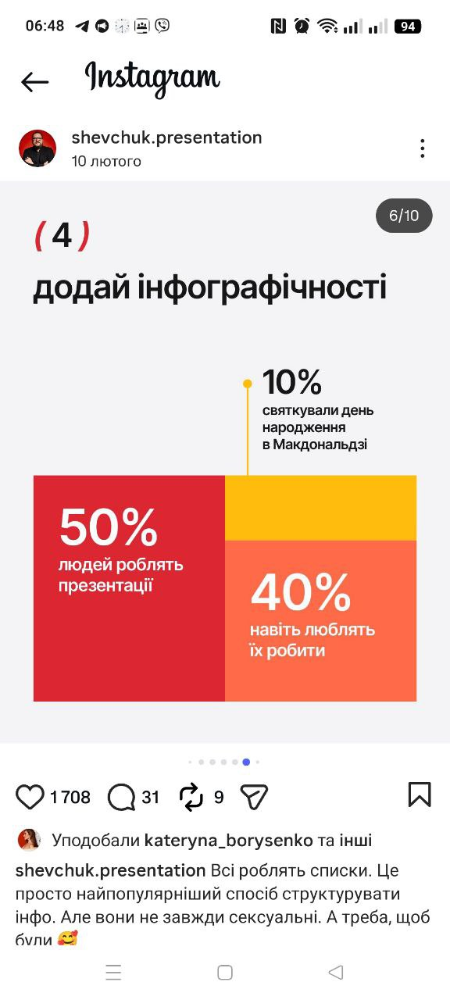 06:48
94
Instagram
shevchuk.presentation
10 лютого
6/10
(4)
додай інфографічності
10%
святкували день
народження
в Макдональдзі
50%
людей роблять
презентації
40%
навіть люблять
їх робити
1 708 31 9
Уподобали kateryna_borysenko та інші
shevchuk.presentation Всі роблять списки. Це
просто найпопулярніший спосіб структурувати
інфо. Але вони не завжди сексуальні. А треба, щоб
були 🥰